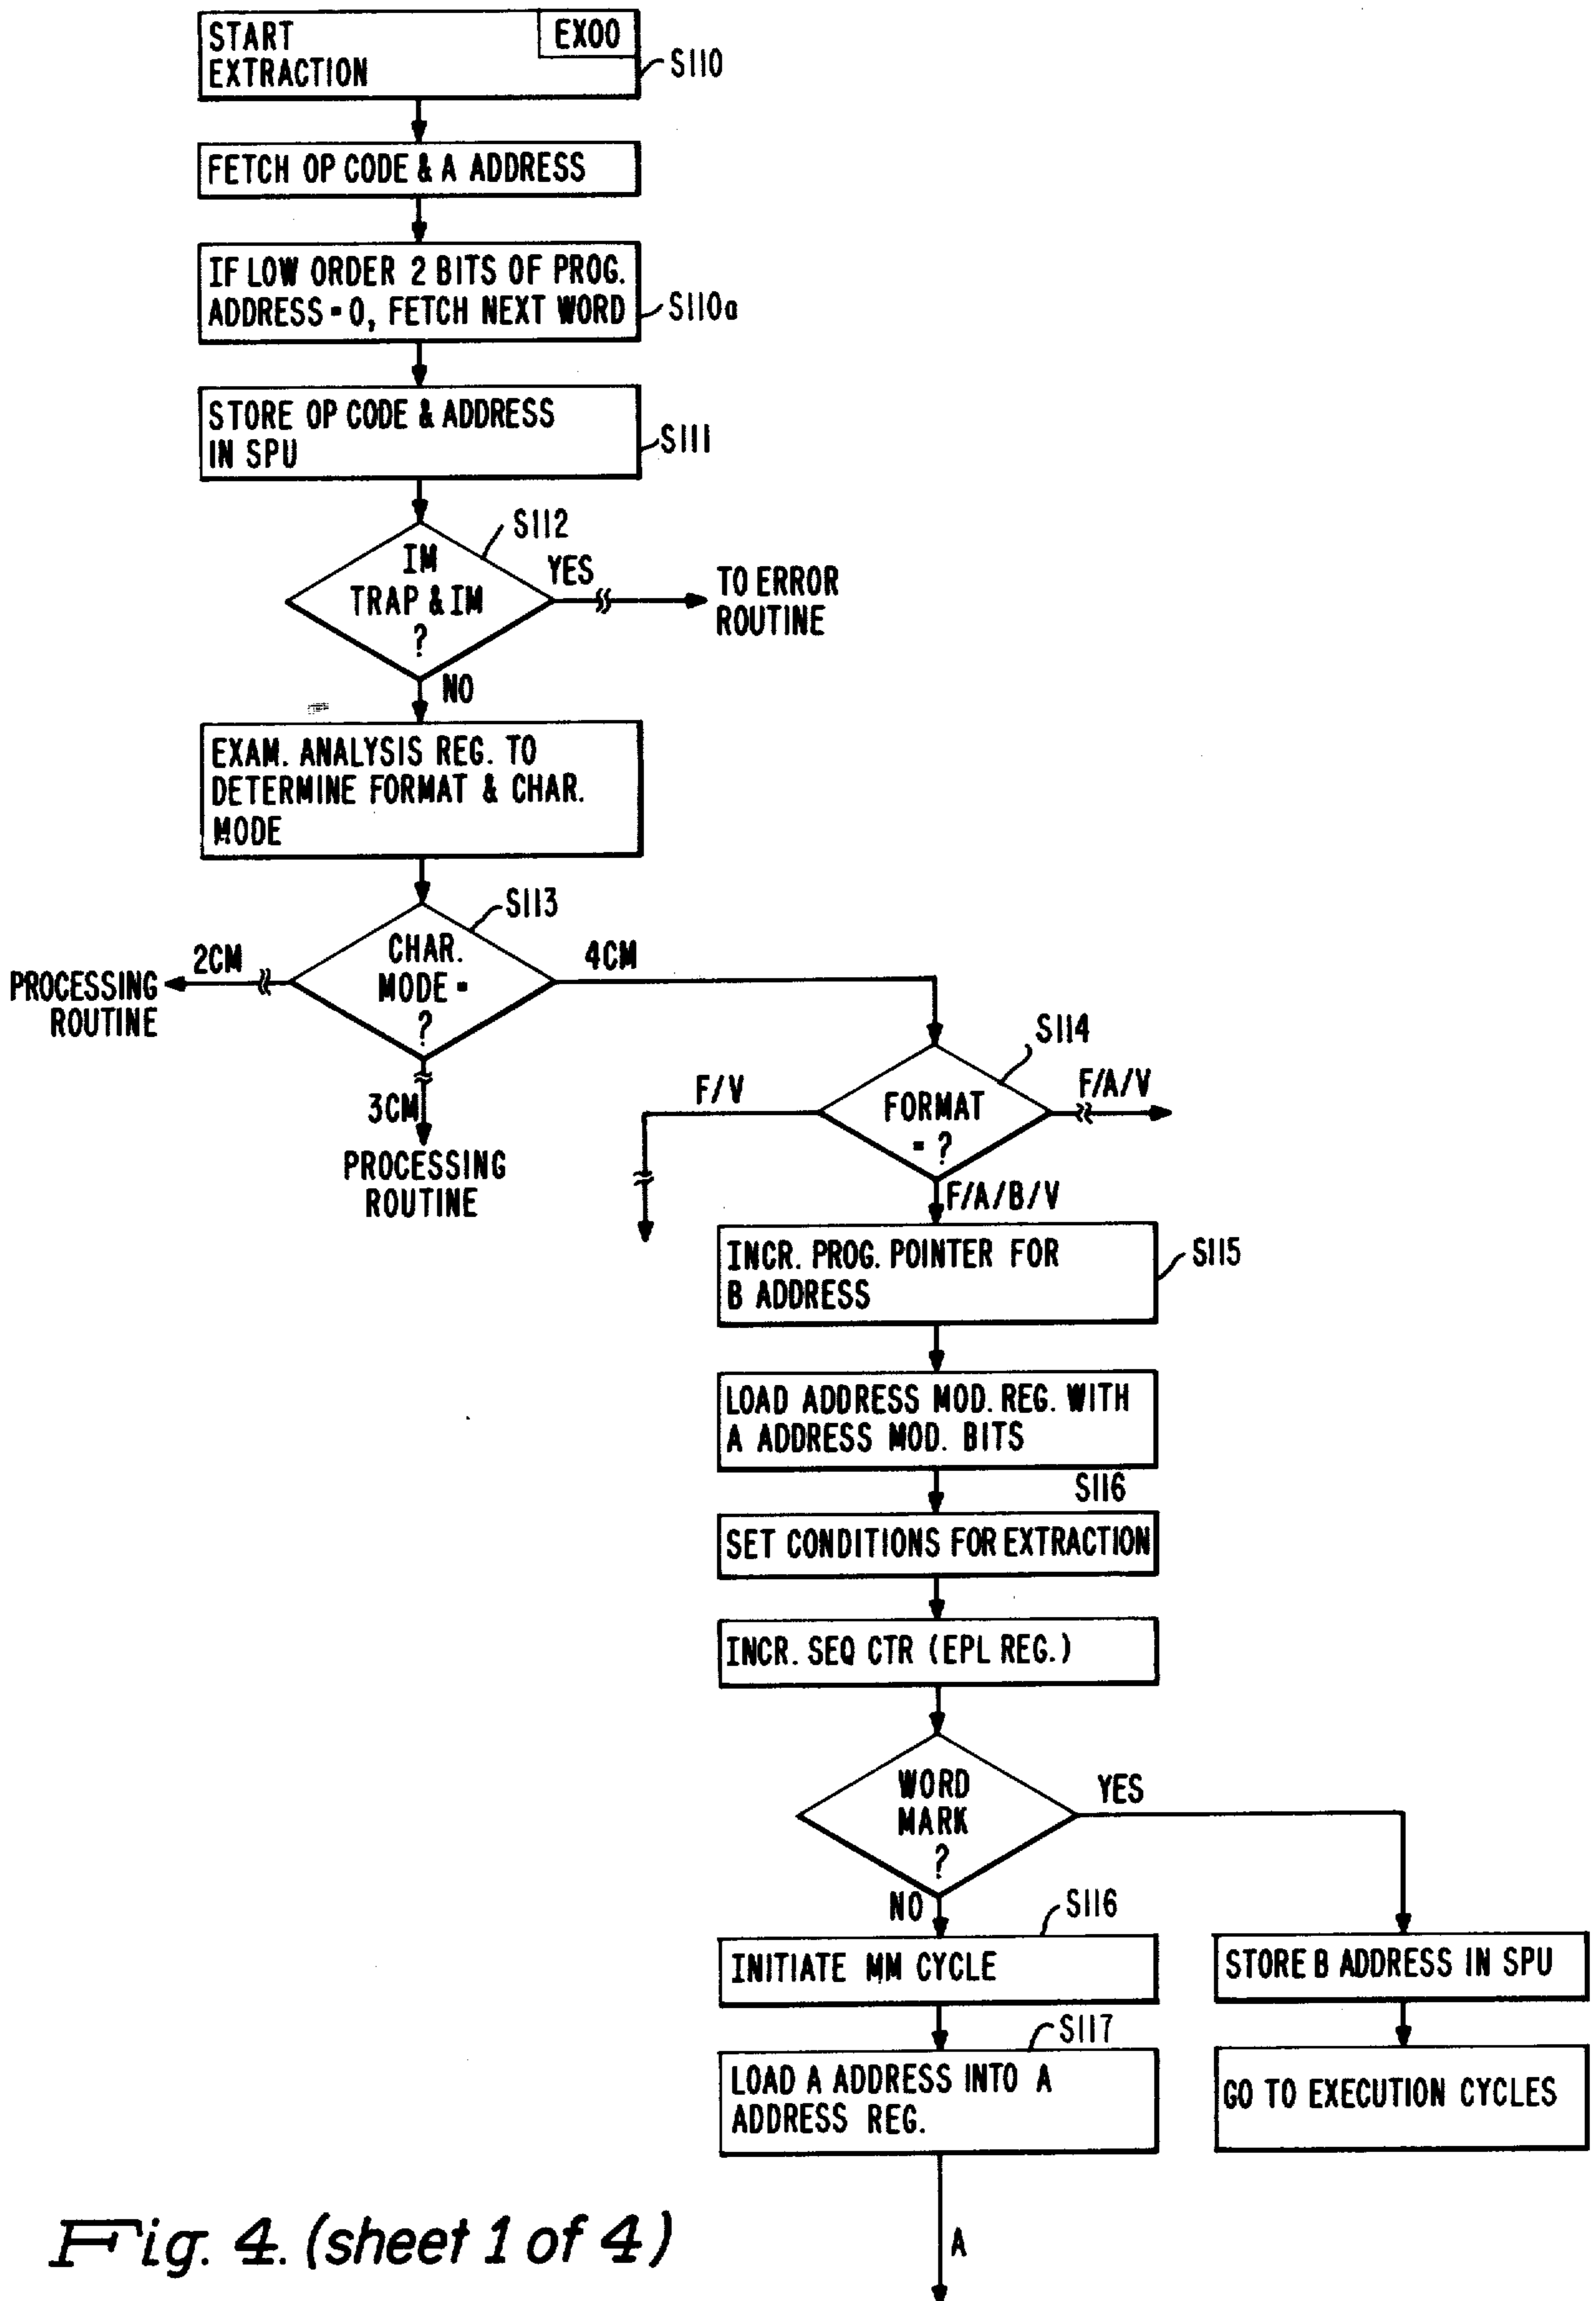 START
EXTRACTION
EX00
S110
FETCH OP CODE & A ADDRESS
IF LOW ORDER 2 BITS OF PROG.
ADDRESS = 0, FETCH NEXT WORD
S110a
STORE OP CODE & ADDRESS
IN SPU
S111
S112
IM
TRAP & IM
?
YES
TO ERROR
ROUTINE
NO
EXAM. ANALYSIS REG. TO
DETERMINE FORMAT & CHAR.
MODE
S113
CHAR.
MODE =
?
2CM
PROCESSING
ROUTINE
4CM
3CM
PROCESSING
ROUTINE
S114
FORMAT
= ?
F/V
F/A/V
F/A/B/V
INCR. PROG. POINTER FOR
B ADDRESS
S115
LOAD ADDRESS MOD. REG. WITH
A ADDRESS MOD. BITS
S116
SET CONDITIONS FOR EXTRACTION
INCR. SEQ CTR (EPL REG.)
WORD
MARK
?
YES
NO
S116
INITIATE MM CYCLE
STORE B ADDRESS IN SPU
S117
LOAD A ADDRESS INTO A
ADDRESS REG.
GO TO EXECUTION CYCLES
A
Fig. 4. (sheet 1 of 4)